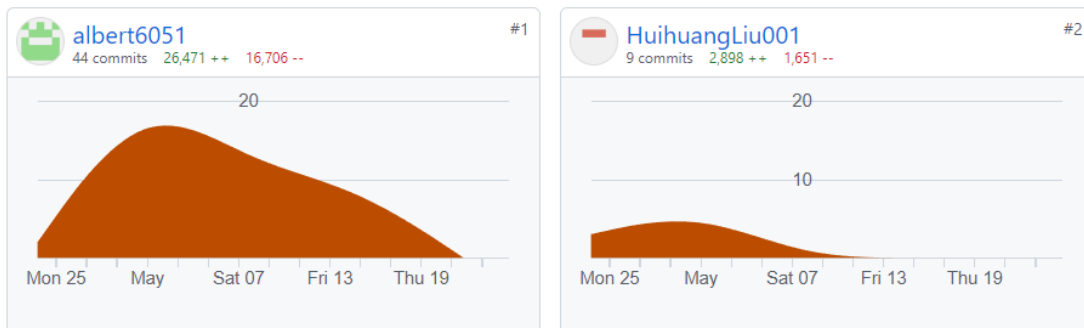 albert6051 #1
44 commits 26,471 ++ 16,706 --
20
Mon 25 May Sat 07 Fri 13 Thu 19
HuihuangLiu001 #2
9 commits 2,898 ++ 1,651 --
20
10
Mon 25 May Sat 07 Fri 13 Thu 19